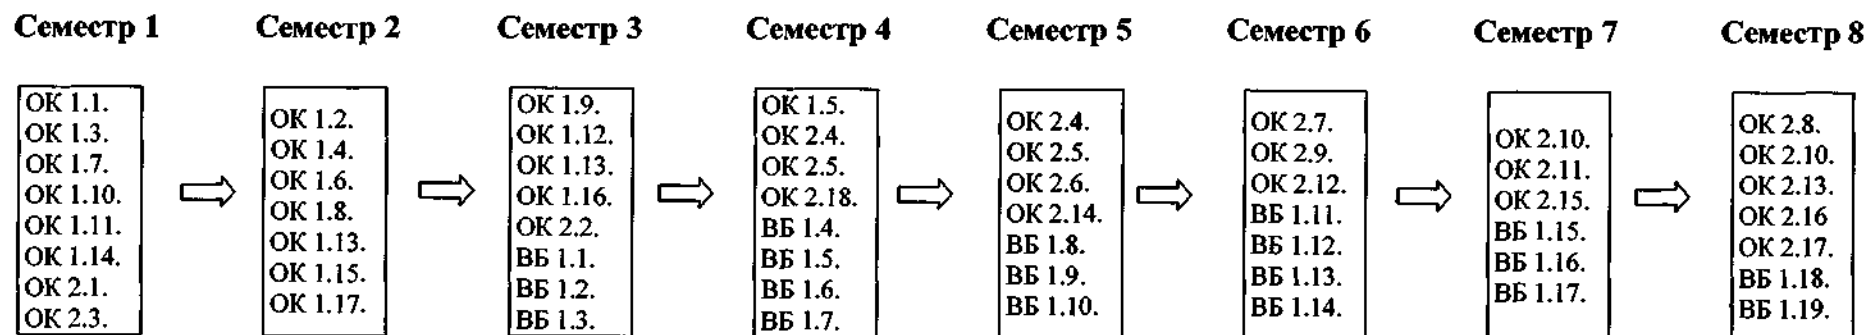 Семестр 1
Семестр 2
Семестр 3
Семестр 4
Семестр 5
Семестр 6
Семестр 7
Семестр 8
ОК 1.1.
ОК 1.3.
ОК 1.7.
ОК 1.10.
ОК 1.11.
ОК 1.14.
ОК 2.1.
ОК 2.3.
ОК 1.2.
ОК 1.4.
ОК 1.6.
ОК 1.8.
ОК 1.13.
ОК 1.15.
ОК 1.17.
ОК 1.9.
ОК 1.12.
ОК 1.13.
ОК 1.16.
ОК 2.2.
ВБ 1.1.
ВБ 1.2.
ВБ 1.3.
ОК 1.5.
ОК 2.4.
ОК 2.5.
ОК 2.18.
ВБ 1.4.
ВБ 1.5.
ВБ 1.6.
ВБ 1.7.
ОК 2.4.
ОК 2.5.
ОК 2.6.
ОК 2.14.
ВБ 1.8.
ВБ 1.9.
ВБ 1.10.
ОК 2.7.
ОК 2.9.
ОК 2.12.
ВБ 1.11.
ВБ 1.12.
ВБ 1.13.
ВБ 1.14.
ОК 2.10.
ОК 2.11.
ОК 2.15.
ВБ 1.15.
ВБ 1.16.
ВБ 1.17.
ОК 2.8.
ОК 2.10.
ОК 2.13.
ОК 2.16
ОК 2.17.
ВБ 1.18.
ВБ 1.19.